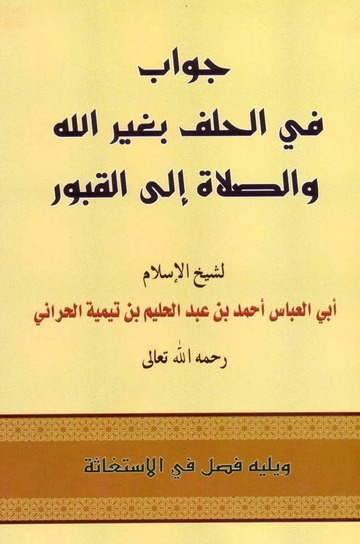 جواب
في الحلف بغير الله
والصلاة إلى القبور
لشيخ الإسلام
أبي العباس أحمد بن عبد الحليم بن تيمية الحراني
رحمه الله تعالى
ويليه فصل في الاستغاثة